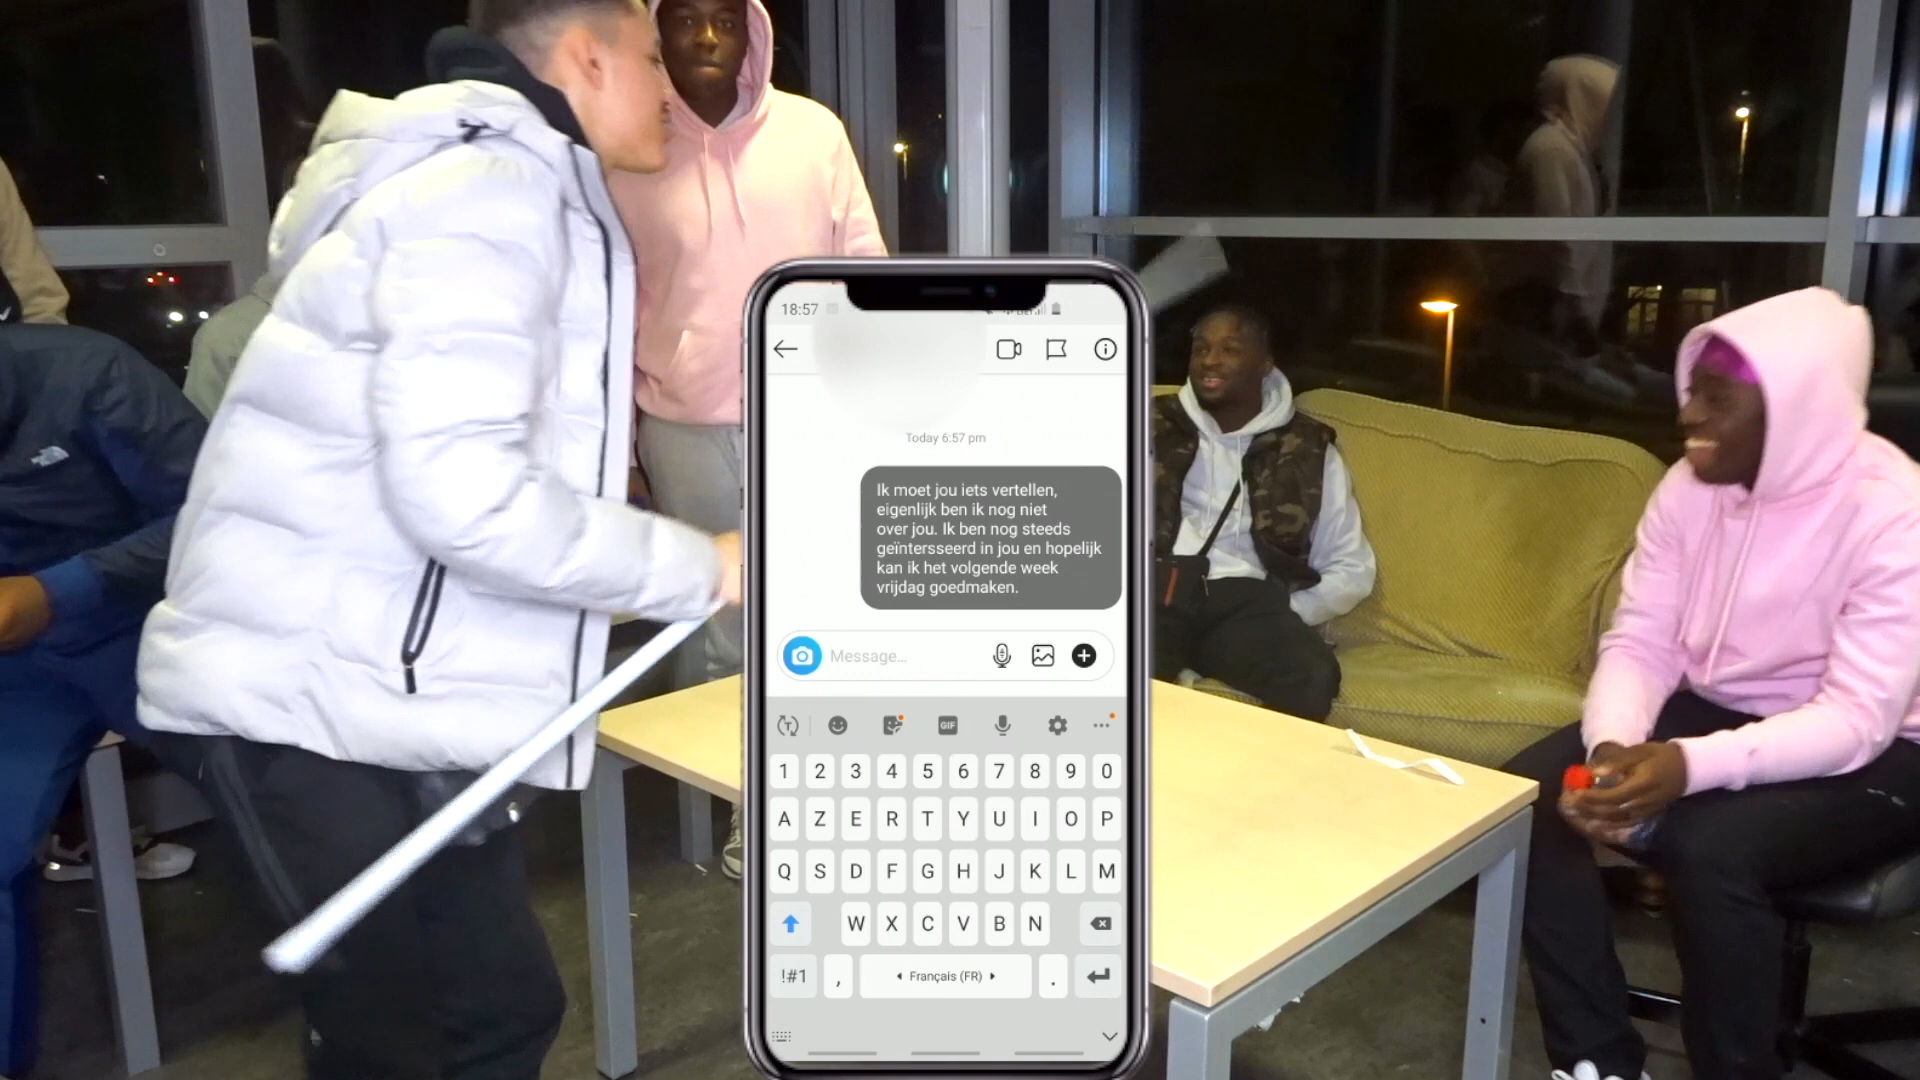 18:57
Today 6:57 pm
Ik moet jou iets vertellen,
eigenlijk ben ik nog niet
over jou. Ik ben nog steeds
geïntersseerd in jou en hopelijk
kan ik het volgende week
vrijdag goedmaken.
Message...
T
GIF
1 2 3 4 5 6 7 8 9 0
A Z E R T Y U I O P
Q S D F G H J K L M
W X C V B N
!#1 , Français (FR) .